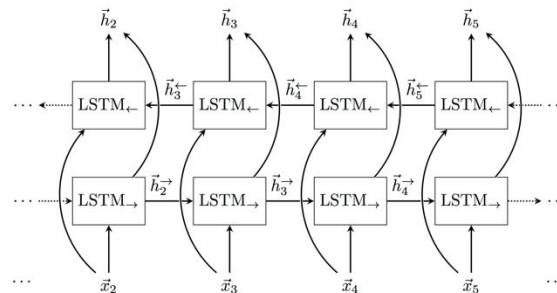 h⃗₂ h⃗₃ h⃗₄ h⃗₅
... LSTM← h⃗₃← LSTM← h⃗₄← LSTM← h⃗₅← LSTM← ...
... LSTM→ h⃗₂→ LSTM→ h⃗₃→ LSTM→ h⃗₄→ LSTM→ ...
... x⃗₂ x⃗₃ x⃗₄ x⃗₅ ...